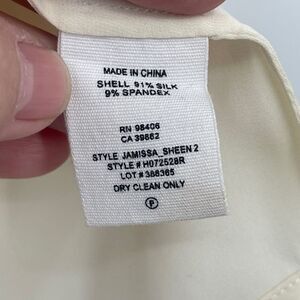 MADE IN CHINA
SHELL 91% SILK
9% SPANDEX
RN 98406
CA 39862
STYLE JAMISSA_SHEEN 2
STYLE # H072528R
LOT # 388365
DRY CLEAN ONLY
P